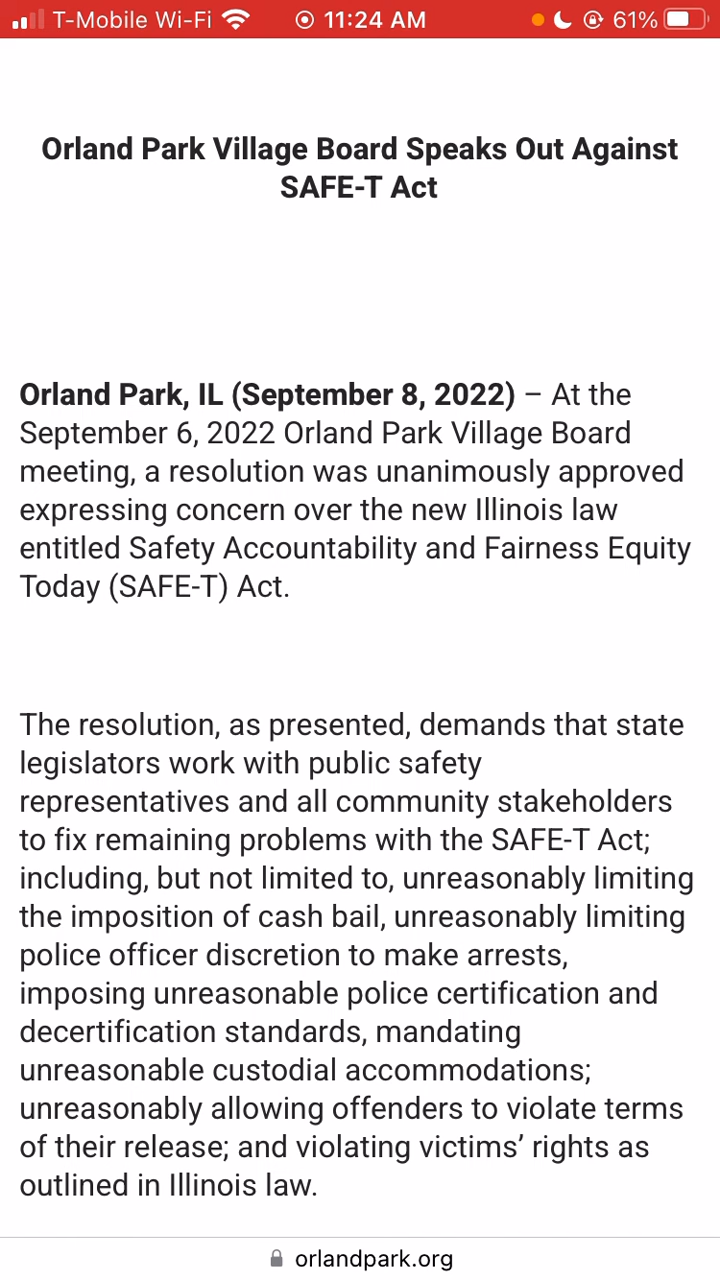 T-Mobile Wi-Fi 11:24 AM 61%
Orland Park Village Board Speaks Out Against
SAFE-T Act
Orland Park, IL (September 8, 2022) – At the
September 6, 2022 Orland Park Village Board
meeting, a resolution was unanimously approved
expressing concern over the new Illinois law
entitled Safety Accountability and Fairness Equity
Today (SAFE-T) Act.
The resolution, as presented, demands that state
legislators work with public safety
representatives and all community stakeholders
to fix remaining problems with the SAFE-T Act;
including, but not limited to, unreasonably limiting
the imposition of cash bail, unreasonably limiting
police officer discretion to make arrests,
imposing unreasonable police certification and
decertification standards, mandating
unreasonable custodial accommodations;
unreasonably allowing offenders to violate terms
of their release; and violating victims’ rights as
outlined in Illinois law.
orlandpark.org